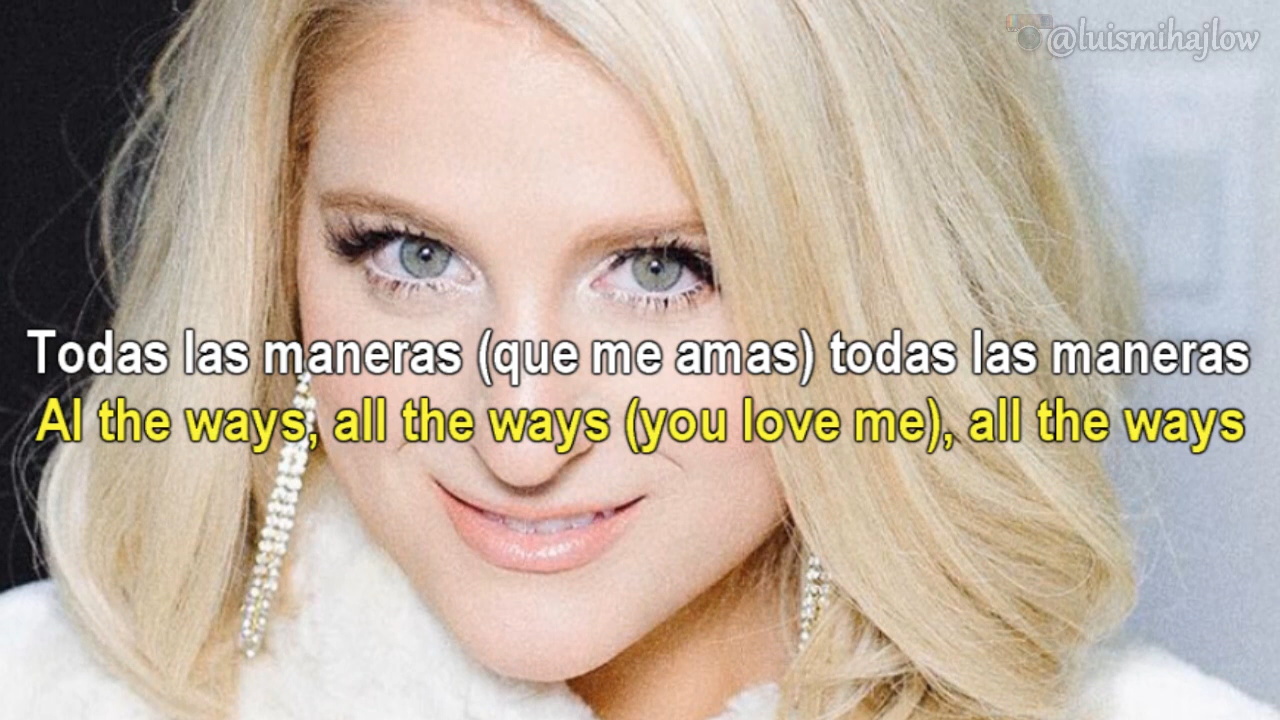 @luismihajlow
Todas las maneras (que me amas) todas las maneras
Al the ways, all the ways (you love me), all the ways